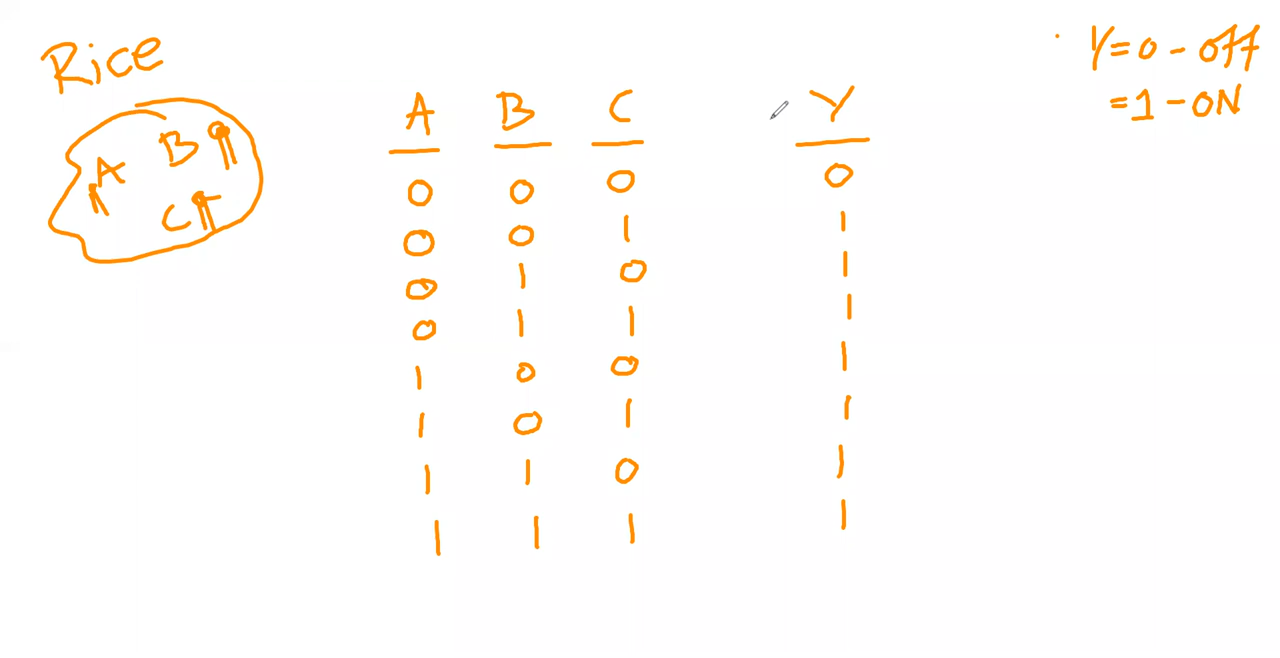 Rice
Y=0 - OFF
=1 - ON
A B C Y
A B
C
0 0 0 0
0 0 1 1
0 1 0 1
0 1 1 1
1 0 0 1
1 0 1 1
1 1 0 1
1 1 1 1